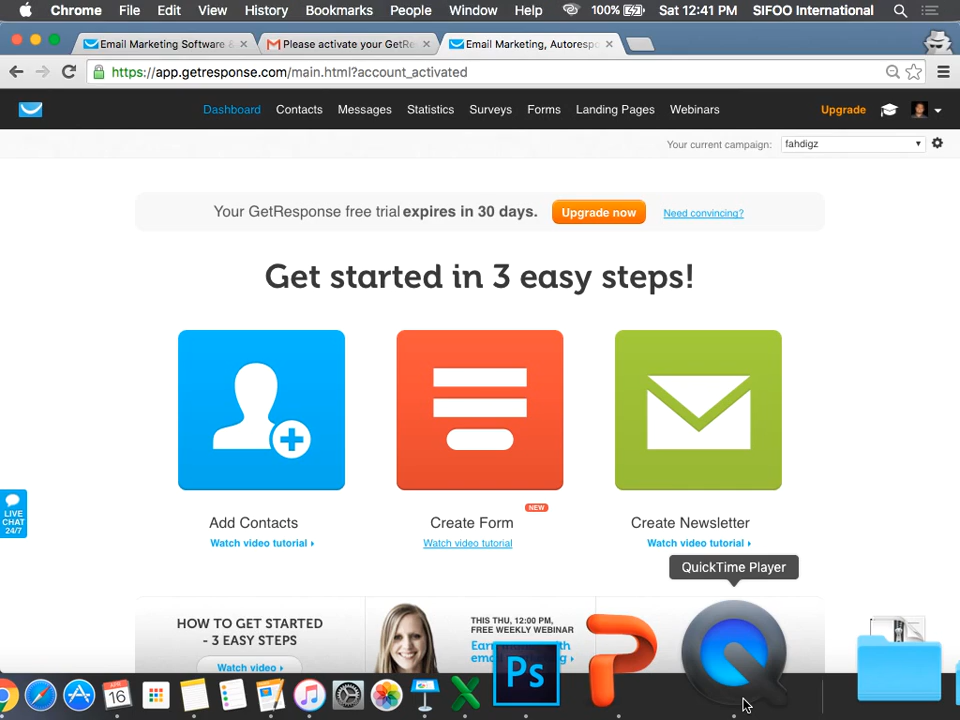 Chrome File Edit View History Bookmarks People Window Help 100% Sat 12:41 PM SIFOO International
Email Marketing Software & Please activate your GetRe Email Marketing, Autorespo
https://app.getresponse.com/main.html?account_activated
Dashboard Contacts Messages Statistics Surveys Forms Landing Pages Webinars Upgrade
Your current campaign: fahdigz
Your GetResponse free trial expires in 30 days. Upgrade now Need convincing?
Get started in 3 easy steps!
NEW
Add Contacts Create Form Create Newsletter
Watch video tutorial Watch video tutorial Watch video tutorial
LIVE
CHAT
24/7
QuickTime Player
HOW TO GET STARTED
- 3 EASY STEPS
Watch video
THIS THU, 12:00 PM,
FREE WEEKLY WEBINAR
APR
16
Ps